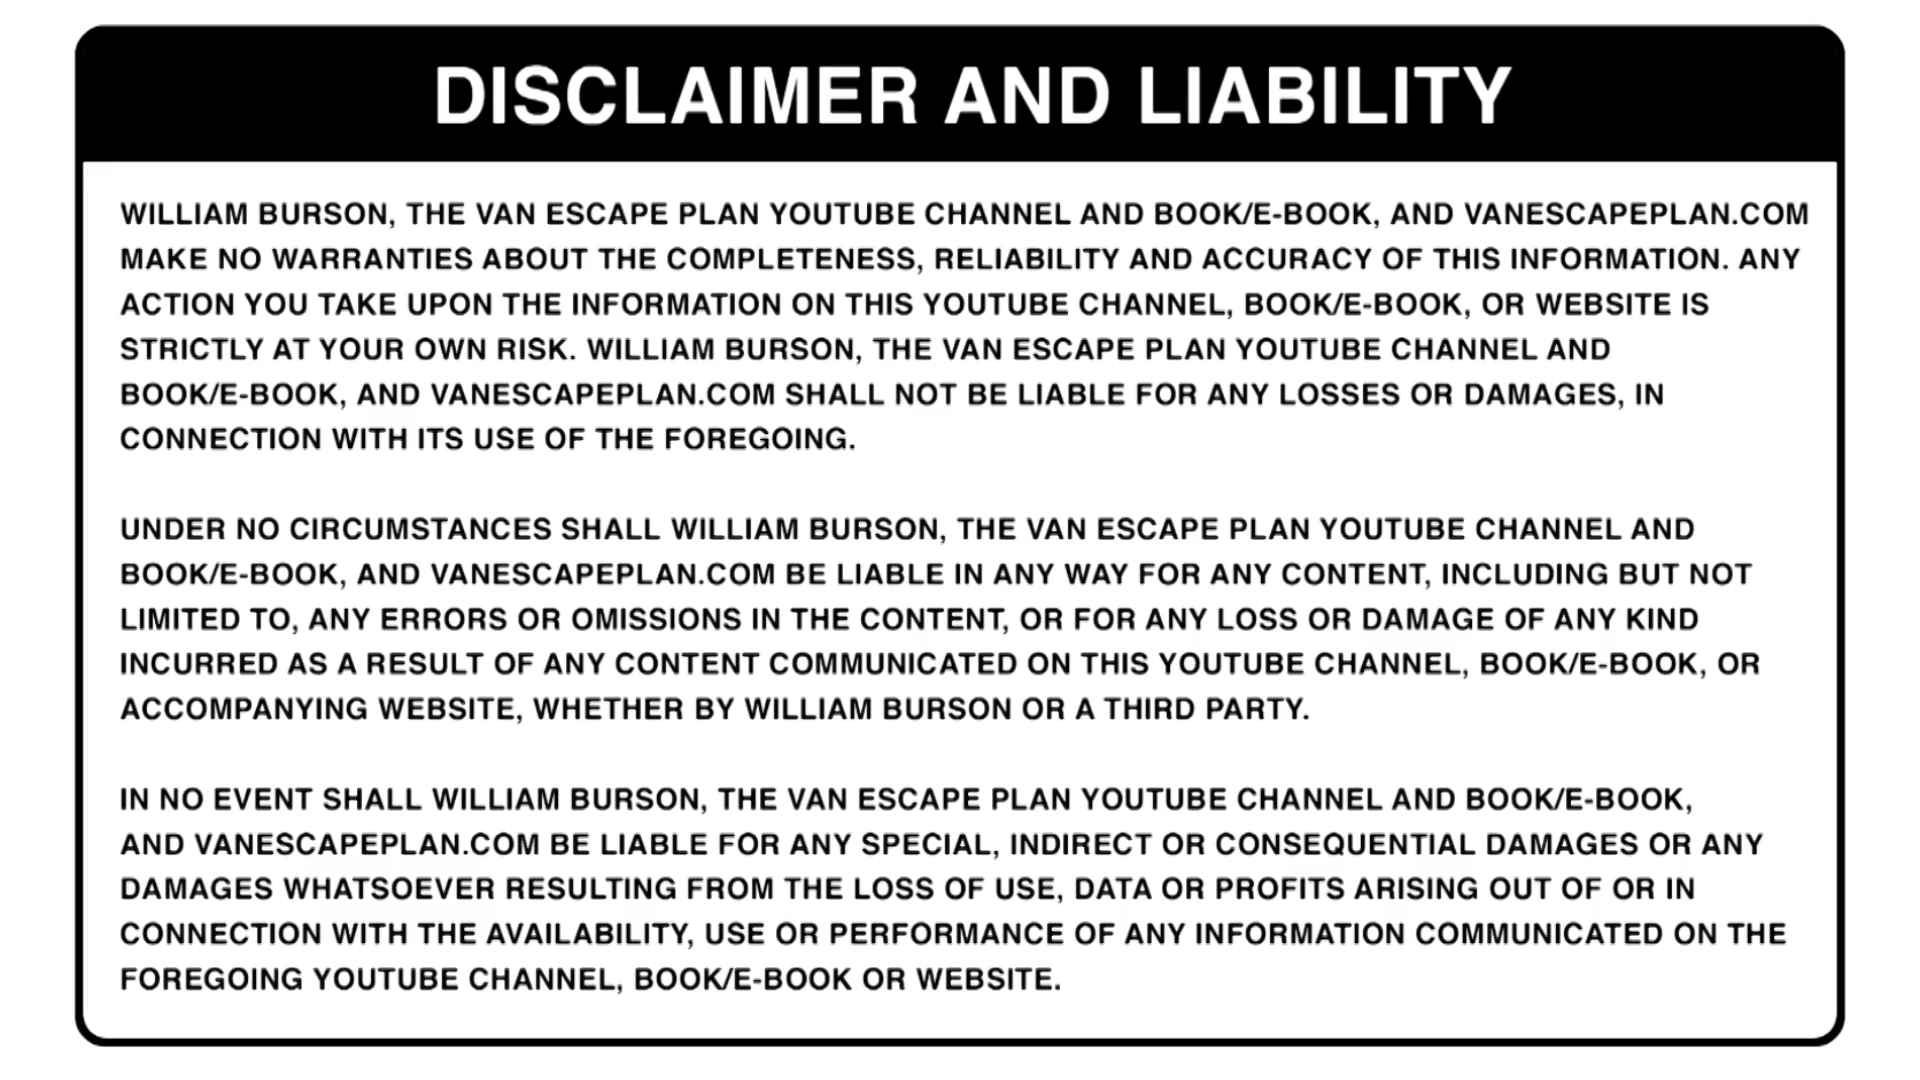 DISCLAIMER AND LIABILITY
WILLIAM BURSON, THE VAN ESCAPE PLAN YOUTUBE CHANNEL AND BOOK/E-BOOK, AND VANESCAPEPLAN.COM
MAKE NO WARRANTIES ABOUT THE COMPLETENESS, RELIABILITY AND ACCURACY OF THIS INFORMATION. ANY
ACTION YOU TAKE UPON THE INFORMATION ON THIS YOUTUBE CHANNEL, BOOK/E-BOOK, OR WEBSITE IS
STRICTLY AT YOUR OWN RISK. WILLIAM BURSON, THE VAN ESCAPE PLAN YOUTUBE CHANNEL AND
BOOK/E-BOOK, AND VANESCAPEPLAN.COM SHALL NOT BE LIABLE FOR ANY LOSSES OR DAMAGES, IN
CONNECTION WITH ITS USE OF THE FOREGOING.
UNDER NO CIRCUMSTANCES SHALL WILLIAM BURSON, THE VAN ESCAPE PLAN YOUTUBE CHANNEL AND
BOOK/E-BOOK, AND VANESCAPEPLAN.COM BE LIABLE IN ANY WAY FOR ANY CONTENT, INCLUDING BUT NOT
LIMITED TO, ANY ERRORS OR OMISSIONS IN THE CONTENT, OR FOR ANY LOSS OR DAMAGE OF ANY KIND
INCURRED AS A RESULT OF ANY CONTENT COMMUNICATED ON THIS YOUTUBE CHANNEL, BOOK/E-BOOK, OR
ACCOMPANYING WEBSITE, WHETHER BY WILLIAM BURSON OR A THIRD PARTY.
IN NO EVENT SHALL WILLIAM BURSON, THE VAN ESCAPE PLAN YOUTUBE CHANNEL AND BOOK/E-BOOK,
AND VANESCAPEPLAN.COM BE LIABLE FOR ANY SPECIAL, INDIRECT OR CONSEQUENTIAL DAMAGES OR ANY
DAMAGES WHATSOEVER RESULTING FROM THE LOSS OF USE, DATA OR PROFITS ARISING OUT OF OR IN
CONNECTION WITH THE AVAILABILITY, USE OR PERFORMANCE OF ANY INFORMATION COMMUNICATED ON THE
FOREGOING YOUTUBE CHANNEL, BOOK/E-BOOK OR WEBSITE.